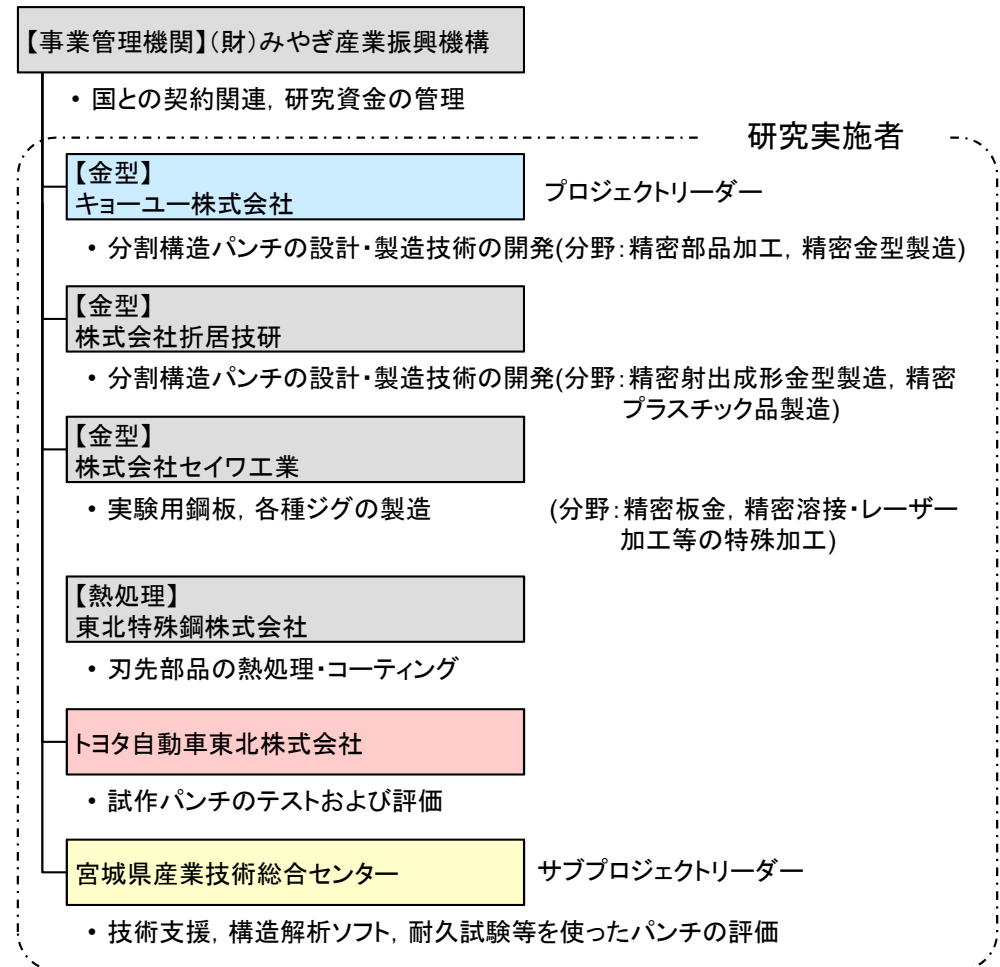 【事業管理機関】(財)みやぎ産業振興機構
• 国との契約関連, 研究資金の管理
研究実施者
【金型】
キョーユー株式会社
プロジェクトリーダー
• 分割構造パンチの設計・製造技術の開発(分野:精密部品加工, 精密金型製造)
【金型】
株式会社折居技研
• 分割構造パンチの設計・製造技術の開発(分野:精密射出成形金型製造, 精密
プラスチック品製造)
【金型】
株式会社セイワ工業
• 実験用鋼板, 各種ジグの製造 (分野:精密板金, 精密溶接・レーザー
加工等の特殊加工)
【熱処理】
東北特殊鋼株式会社
• 刃先部品の熱処理・コーティング
トヨタ自動車東北株式会社
• 試作パンチのテストおよび評価
宮城県産業技術総合センター
サブプロジェクトリーダー
• 技術支援, 構造解析ソフト, 耐久試験等を使ったパンチの評価